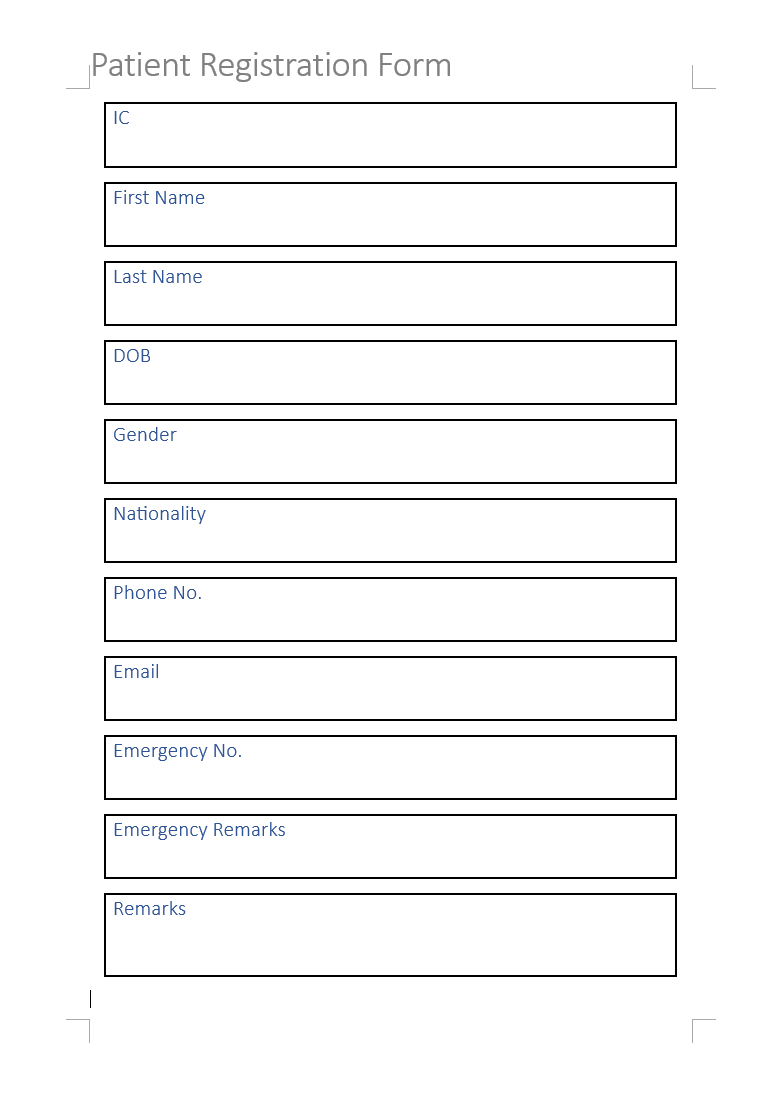 Patient Registration Form
IC
First Name
Last Name
DOB
Gender
Nationality
Phone No.
Email
Emergency No.
Emergency Remarks
Remarks